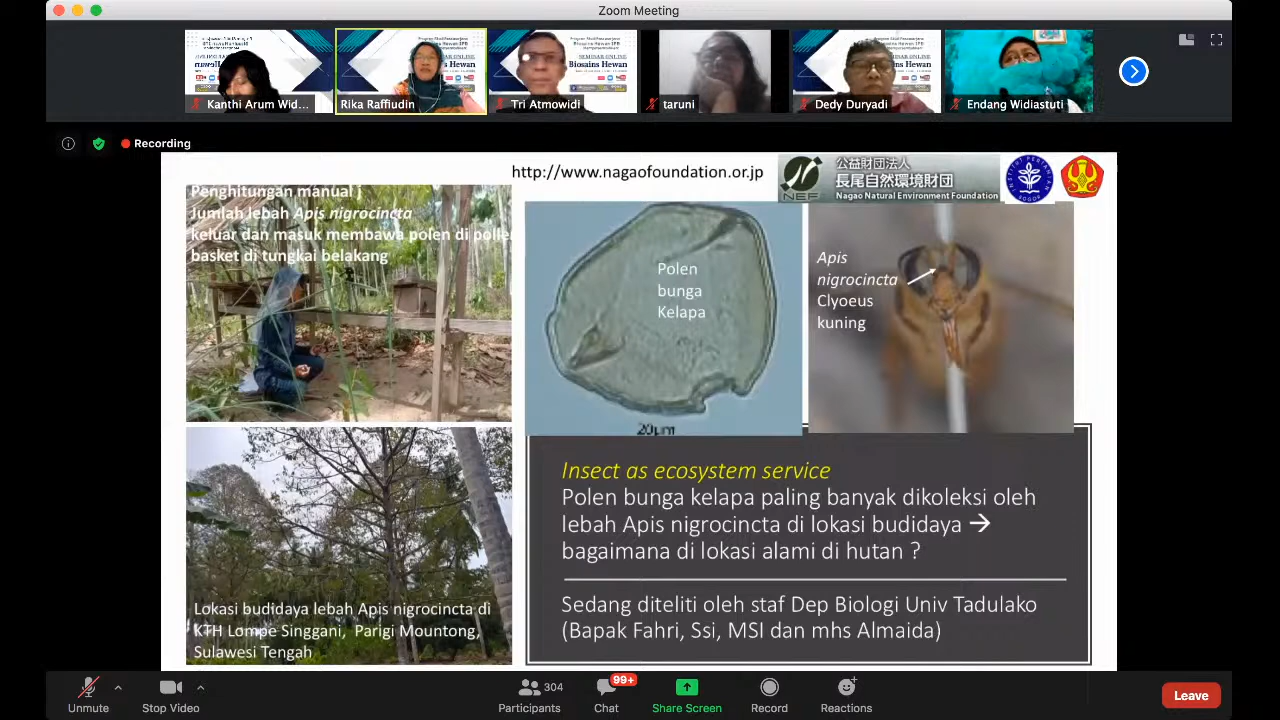 Zoom Meeting
Kanthi Arum Wid...
Rika Raffiudin
Tri Atmowidi
taruni
Dedy Duryadi
Endang Widiastuti
Recording
http://www.nagaofoundation.or.jp
公益財団法人
長尾自然環境財団
NEF
Nagao Natural Environment Foundation
Penghitungan manual j
Jumlah lebah Apis nigrocincta
keluar dan masuk membawa polen di pollen
basket di tungkai belakang
Polen
bunga
Kelapa
20µm
Apis
nigrocincta
Clyoeus
kuning
Lokasi budidaya lebah Apis nigrocincta di
KTH Lompe Singgani, Parigi Mountong,
Sulawesi Tengah
Insect as ecosystem service
Polen bunga kelapa paling banyak dikoleksi oleh
lebah Apis nigrocincta di lokasi budidaya →
bagaimana di lokasi alami di hutan ?
Sedang diteliti oleh staf Dep Biologi Univ Tadulako
(Bapak Fahri, Ssi, MSI dan mhs Almaida)
Unmute
Stop Video
304
Participants
99+
Chat
Share Screen
Record
Reactions
Leave